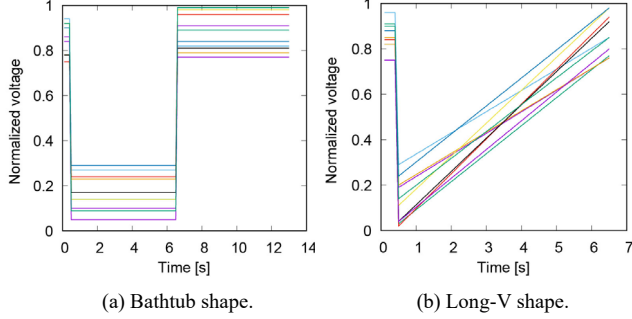 1
0.8
0.6
0.4
0.2
0
Normalized voltage
0 2 4 6 8 10 12 14
Time [s]
(a) Bathtub shape.
1
0.8
0.6
0.4
0.2
0
Normalized voltage
0 1 2 3 4 5 6 7
Time [s]
(b) Long-V shape.